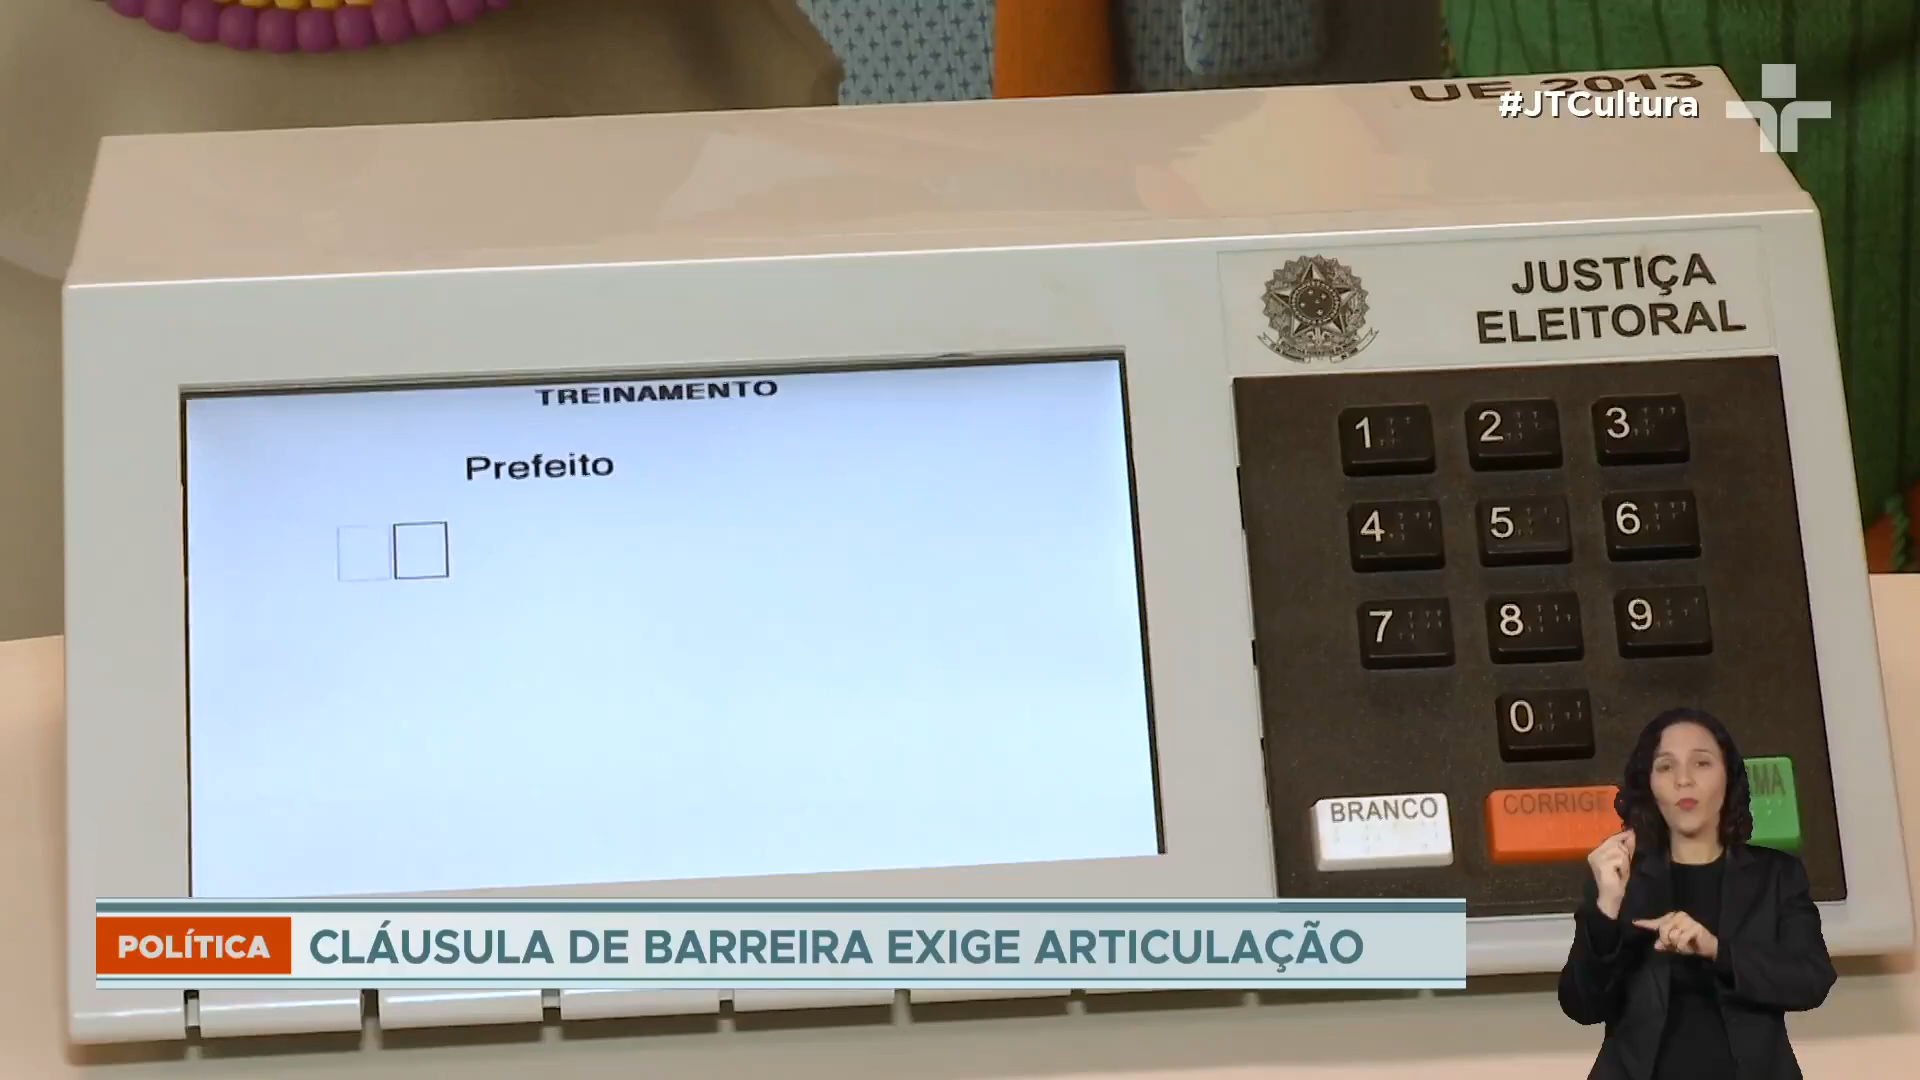 UE 2013
#JTCultura
JUSTIÇA
ELEITORAL
TREINAMENTO
Prefeito
1 2 3
4 5 6
7 8 9
0
BRANCO CORRIGE
POLÍTICA CLÁUSULA DE BARREIRA EXIGE ARTICULAÇÃO